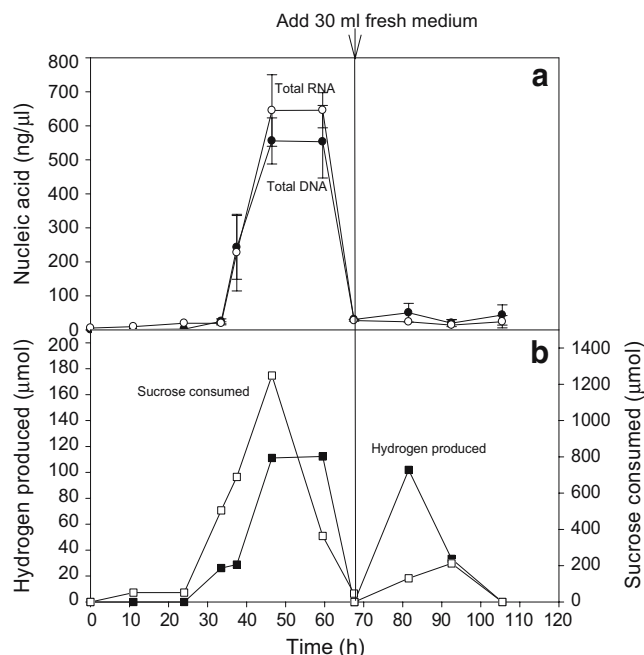 Add 30 ml fresh medium
a
Nucleic acid (ng/µl)
800
700
600
500
400
300
200
100
0
Total RNA
Total DNA
b
Hydrogen produced (µmol)
200
180
160
140
120
100
80
60
40
20
0
Sucrose consumed
Hydrogen produced
1400
1200
1000
800
600
400
200
0
Sucrose consumed (µmol)
0 10 20 30 40 50 60 70 80 90 100 110 120
Time (h)